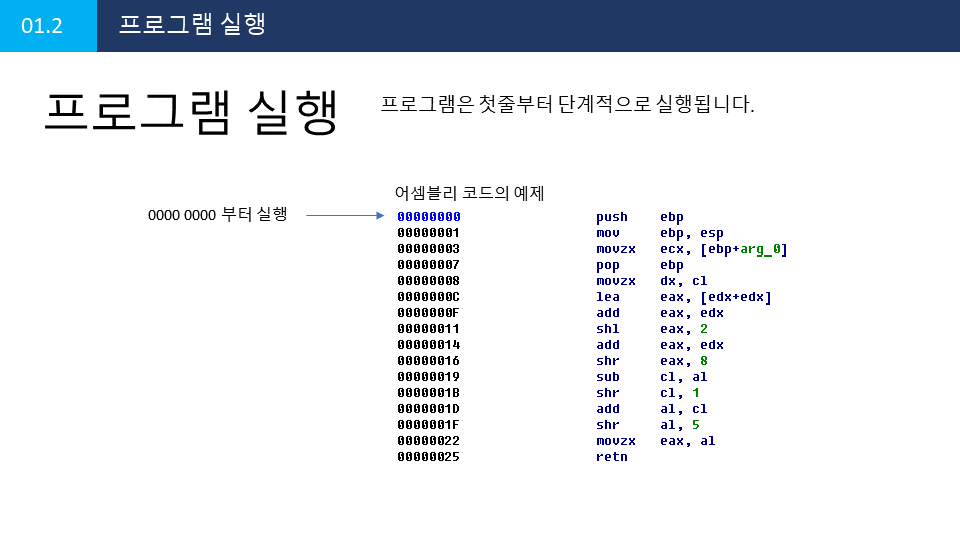 01.2 프로그램 실행
프로그램 실행
프로그램은 첫줄부터 단계적으로 실행됩니다.
어셈블리 코드의 예제
0000 0000 부터 실행
00000000 push ebp
00000001 mov ebp, esp
00000003 movzx ecx, [ebp+arg_0]
00000007 pop ebp
00000008 movzx dx, cl
0000000C lea eax, [edx+edx]
0000000F add eax, edx
00000011 shl eax, 2
00000014 add eax, edx
00000016 shr eax, 8
00000019 sub cl, al
0000001B shr cl, 1
0000001D add al, cl
0000001F shr al, 5
00000022 movzx eax, al
00000025 retn